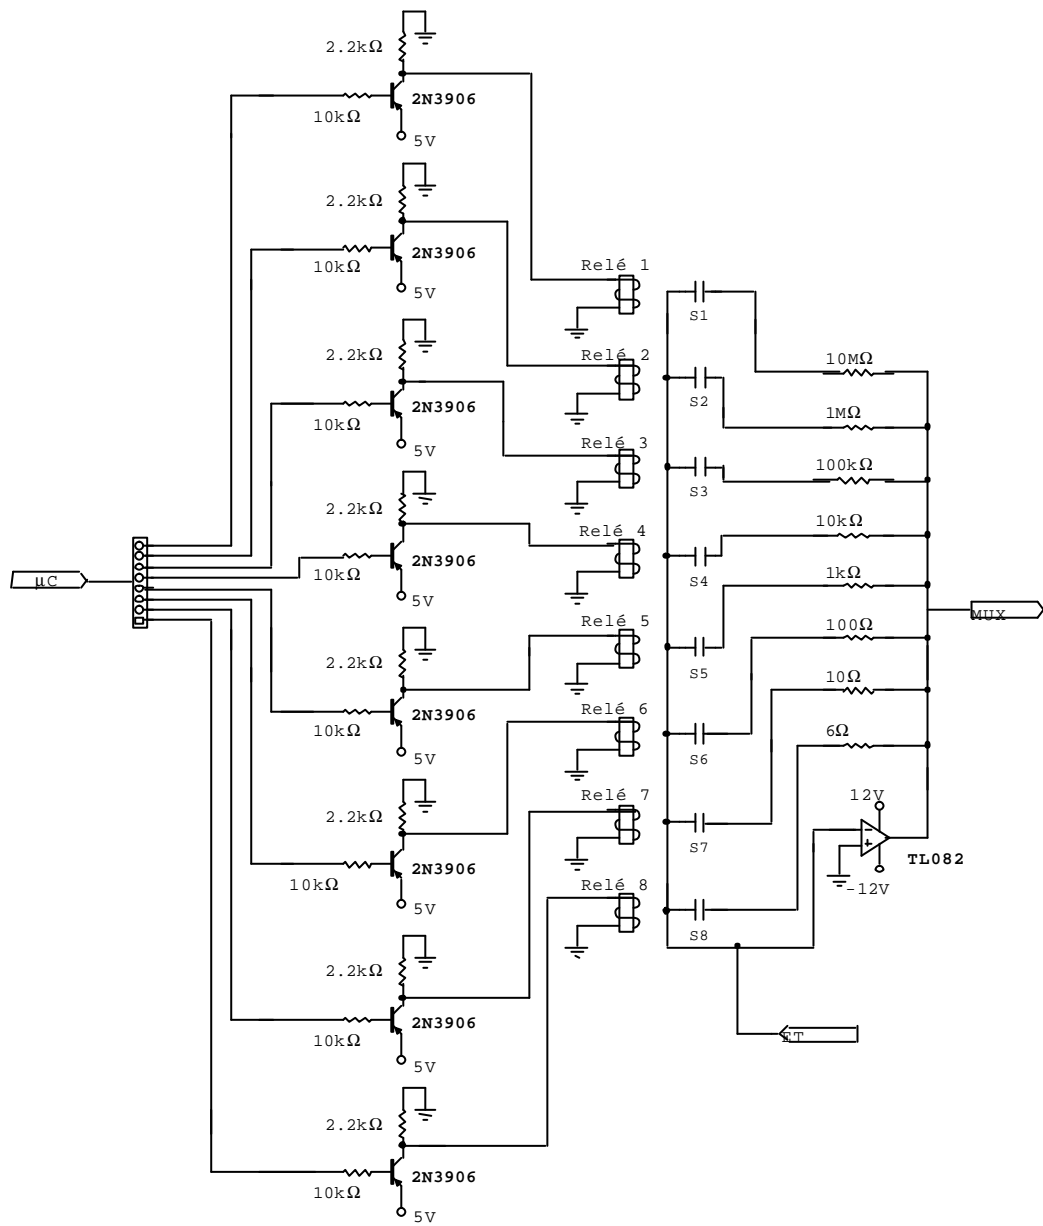 2.2kΩ
2N3906
10kΩ
5V
2.2kΩ
2N3906
10kΩ
5V
Relé 1
S1
2.2kΩ
Relé 2
10MΩ
2N3906
S2
10kΩ
1MΩ
5V
Relé 3
100kΩ
S3
2.2kΩ
10kΩ
Relé 4
2N3906
10kΩ
S4
1kΩ
µC
5V
Relé 5
100Ω
MUX
2.2kΩ
S5
10Ω
2N3906
Relé 6
10kΩ
6Ω
5V
S6
Relé 7
12V
2.2kΩ
S7
TL082
2N3906
10kΩ
Relé 8
-12V
5V
S8
2.2kΩ
2N3906
ET
10kΩ
5V
2.2kΩ
2N3906
10kΩ
5V